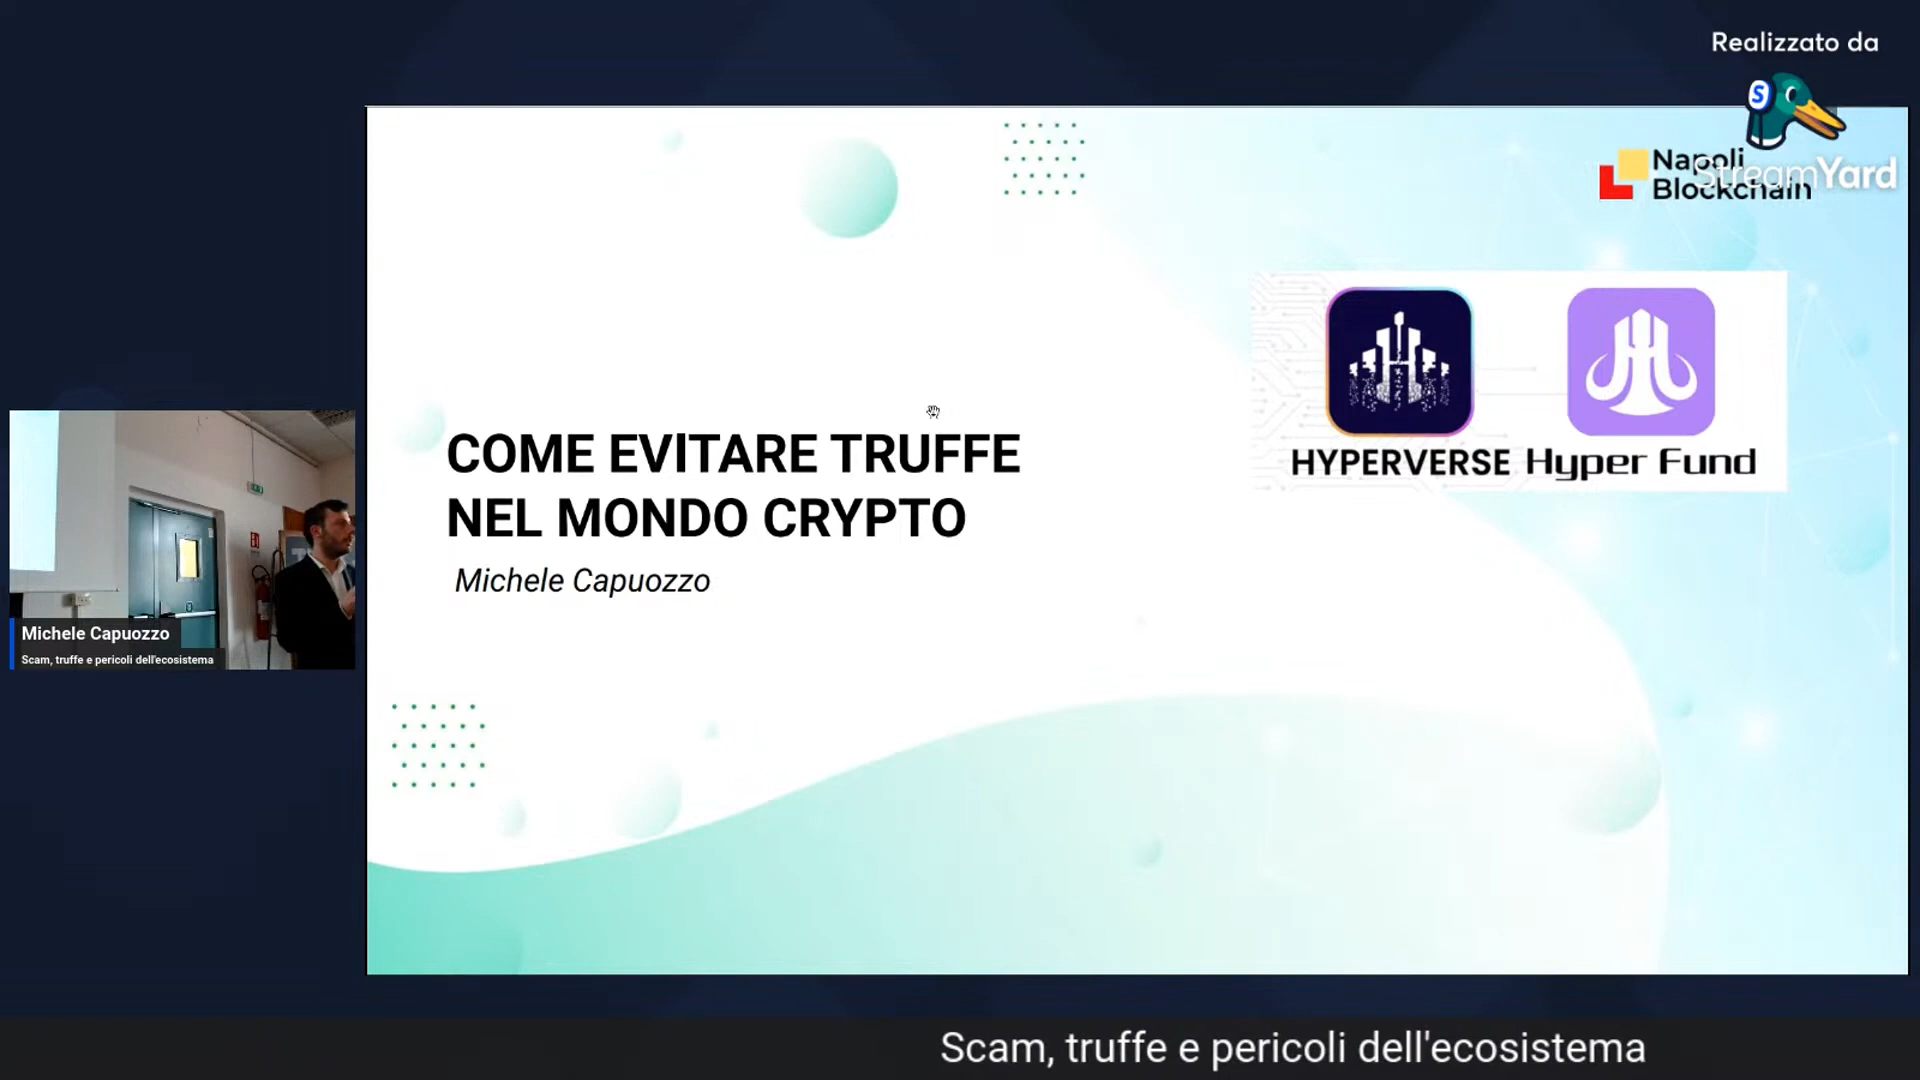 Realizzato da
StreamYard
Napoli
Blockchain
HYPERVERSE Hyper Fund
COME EVITARE TRUFFE
NEL MONDO CRYPTO
Michele Capuozzo
Michele Capuozzo
Scam, truffe e pericoli dell'ecosistema
Scam, truffe e pericoli dell'ecosistema